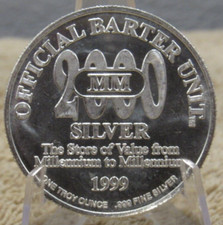 OFFICIAL BARTER UNIT
2000
MM
SILVER
The Store of Value from
Millennium to Millennium
1999
ONE TROY OUNCE .999 FINE SILVER